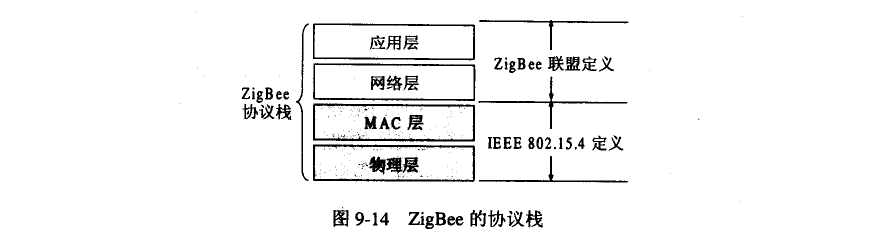 应用层
ZigBee 联盟定义
网络层
ZigBee
协议栈
MAC 层
IEEE 802.15.4 定义
物理层
图 9-14 ZigBee 的协议栈